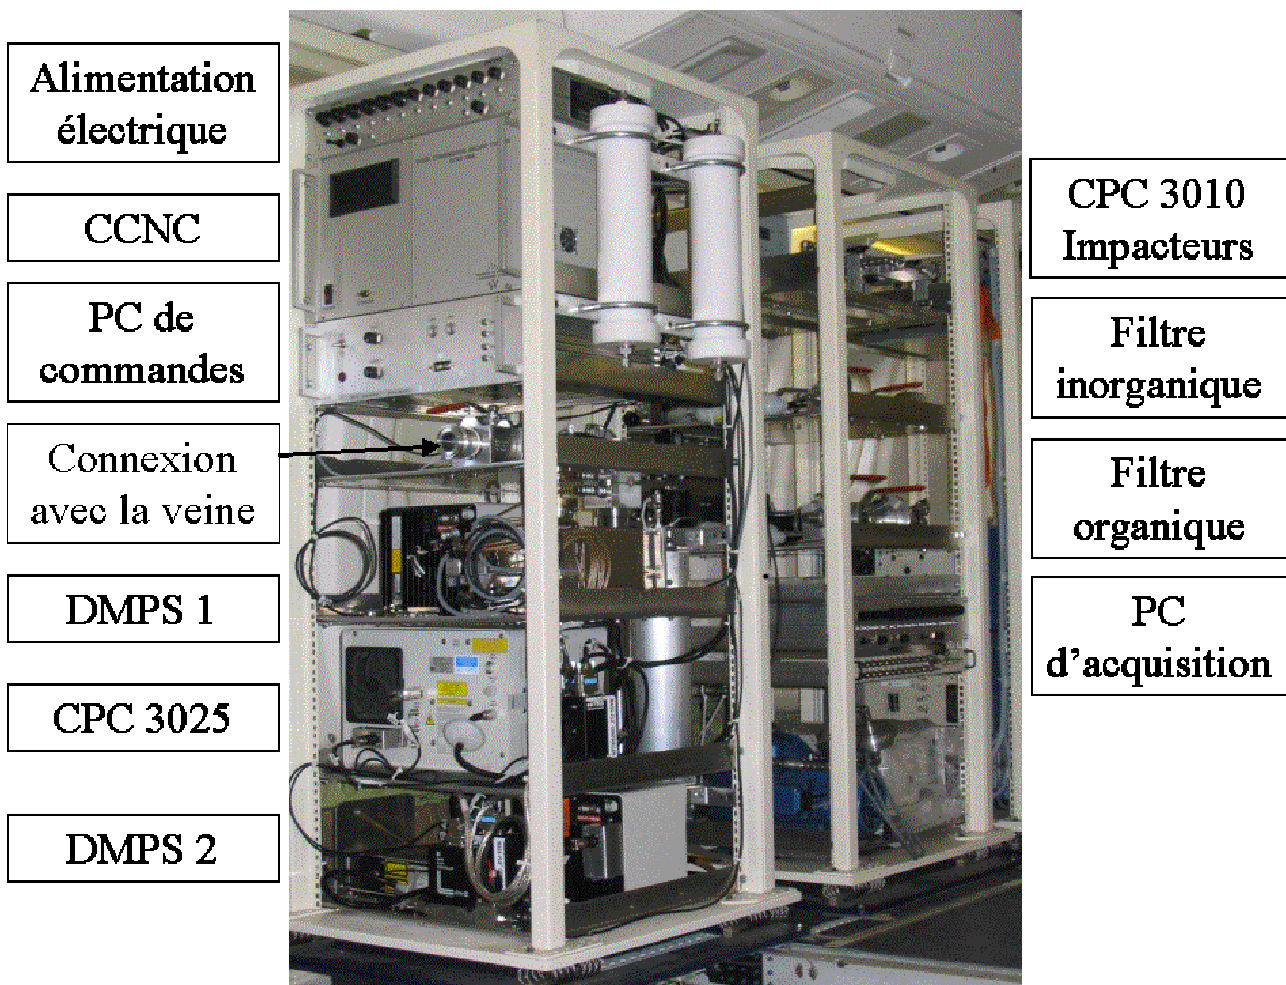 Alimentation
électrique
CCNC
PC de
commandes
Connexion
avec la veine
DMPS 1
CPC 3025
DMPS 2
CPC 3010
Impacteurs
Filtre
inorganique
Filtre
organique
PC
d’acquisition